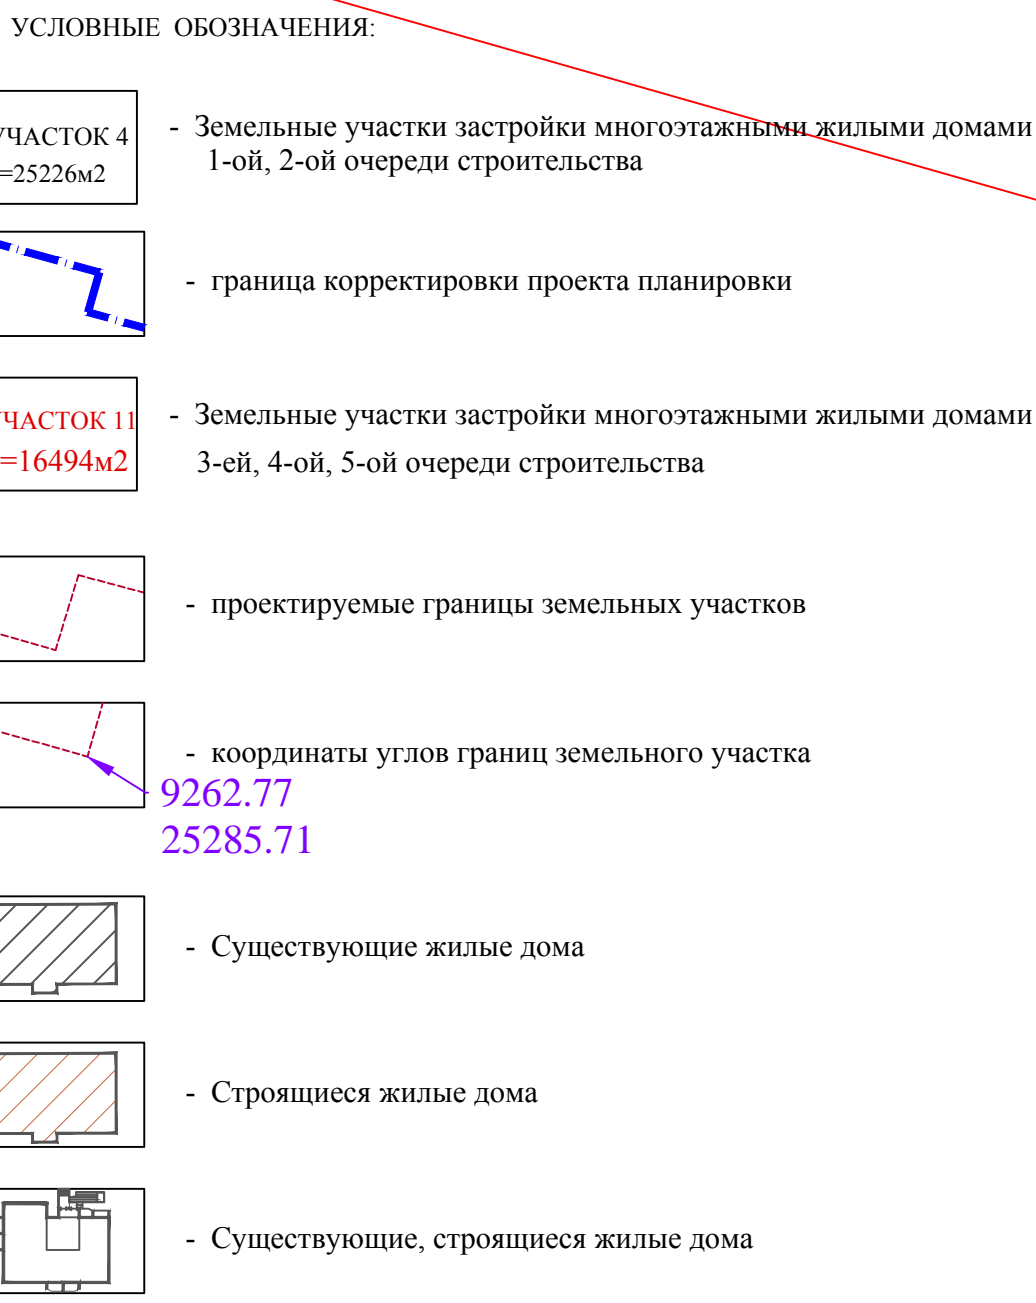 УСЛОВНЫЕ ОБОЗНАЧЕНИЯ:
УЧАСТОК 4
=25226м2
- Земельные участки застройки многоэтажными жилыми домами
1-ой, 2-ой очереди строительства
- граница корректировки проекта планировки
УЧАСТОК 11
=16494м2
- Земельные участки застройки многоэтажными жилыми домами
3-ей, 4-ой, 5-ой очереди строительства
- проектируемые границы земельных участков
- координаты углов границ земельного участка
9262.77
25285.71
- Существующие жилые дома
- Строящиеся жилые дома
- Существующие, строящиеся жилые дома